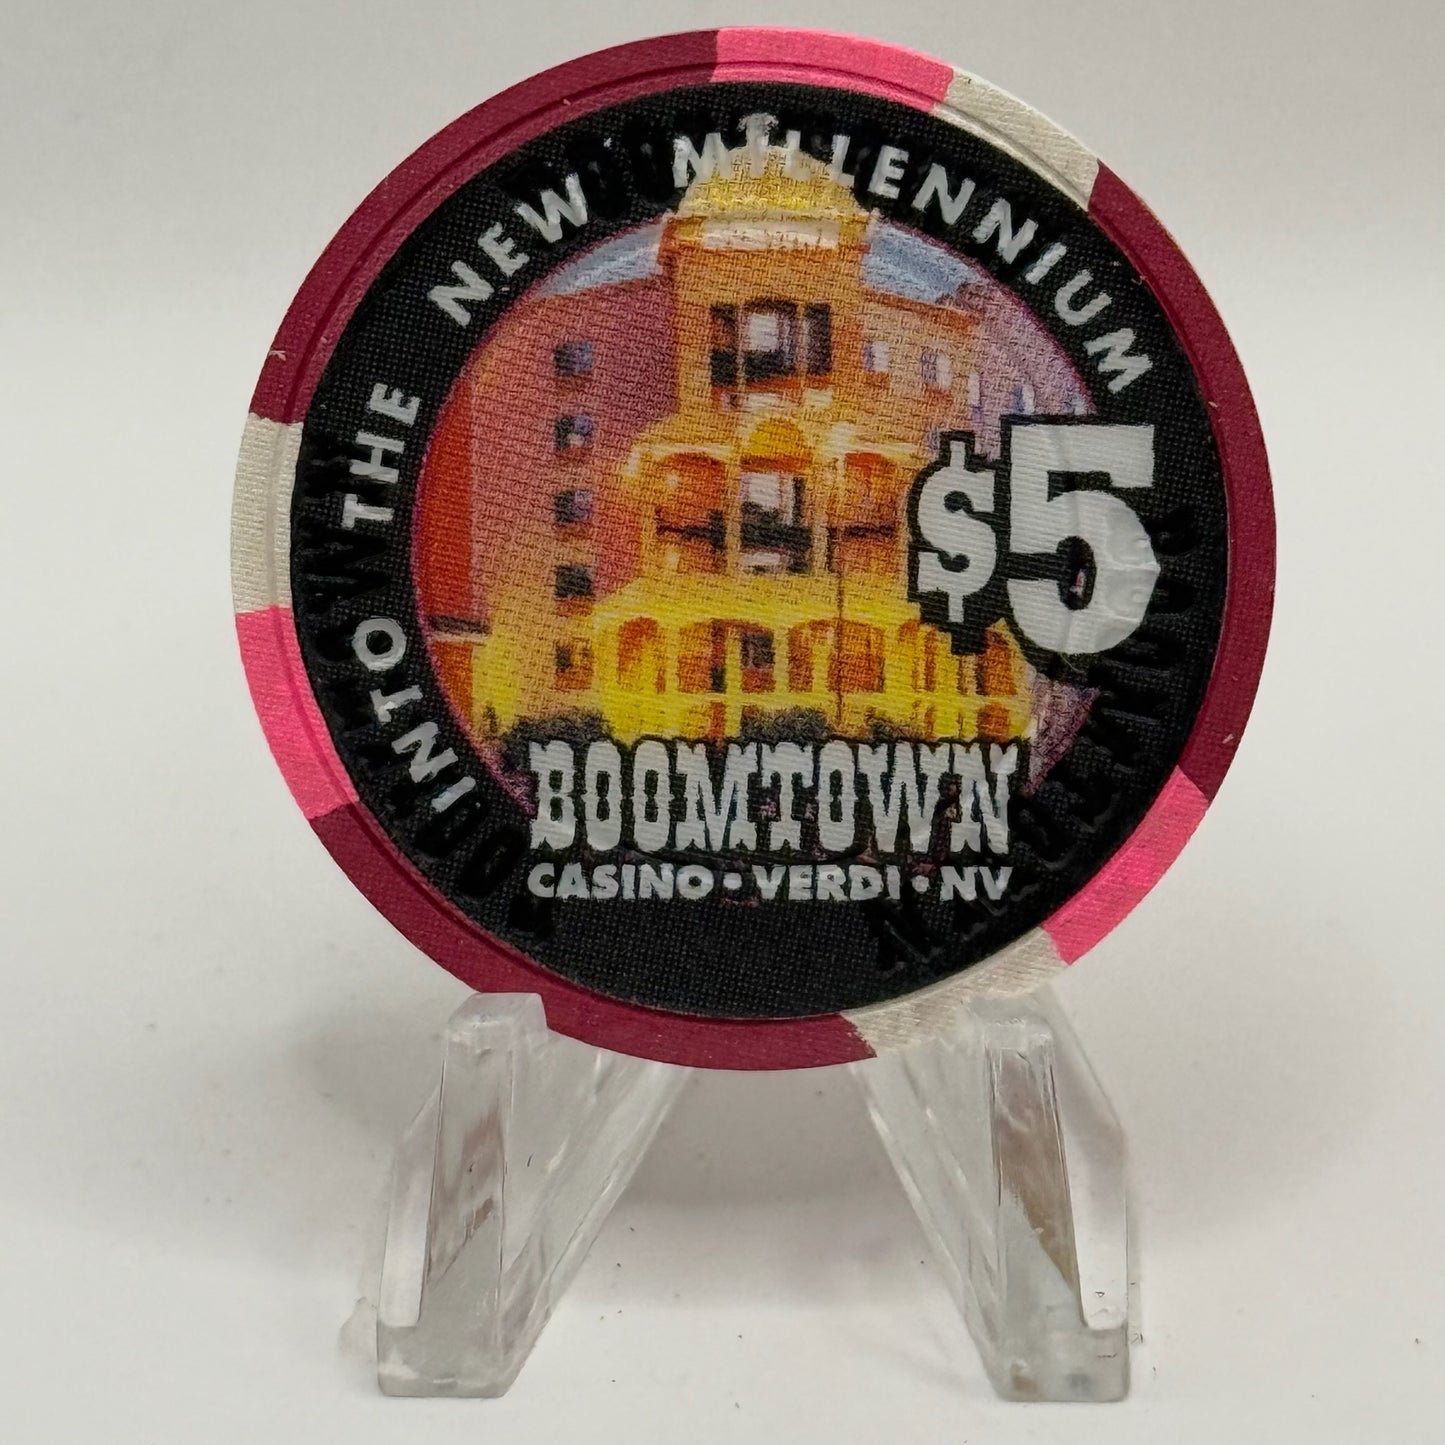 INTO THE NEW MILLENNIUM
$5
BOOMTOWN
CASINO • VERDI • NV